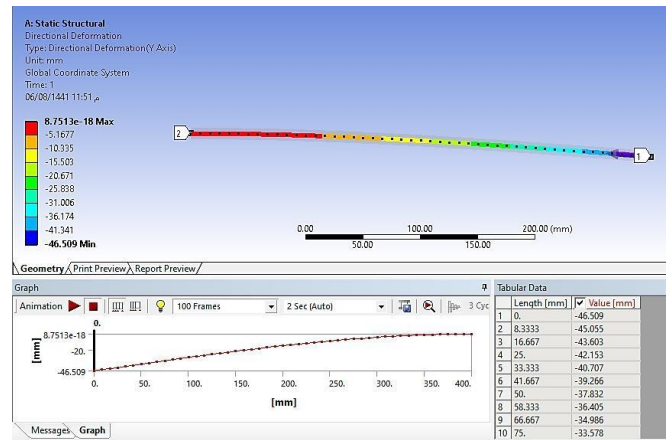 A: Static Structural
Directional Deformation
Type: Directional Deformation(Y Axis)
Unit: mm
Global Coordinate System
Time: 1
06/08/1441 11:51 م
8.7513e-18 Max
-5.1677
-10.335
-15.503
-20.671
-25.838
-31.006
-36.174
-41.341
-46.509 Min
2
1
0.00 100.00 200.00 (mm)
50.00 150.00
Geometry Print Preview Report Preview
Graph
Animation 100 Frames 2 Sec (Auto) 3 Cyc
0.
8.7513e-18
-20.
-46.509
[mm]
0. 50. 100. 150. 200. 250. 300. 350. 400.
[mm]
Messages Graph
Tabular Data
Length [mm] Value [mm]
1 0. -46.509
2 8.3333 -45.055
3 16.667 -43.603
4 25. -42.153
5 33.333 -40.707
6 41.667 -39.266
7 50. -37.832
8 58.333 -36.405
9 66.667 -34.986
10 75. -33.578